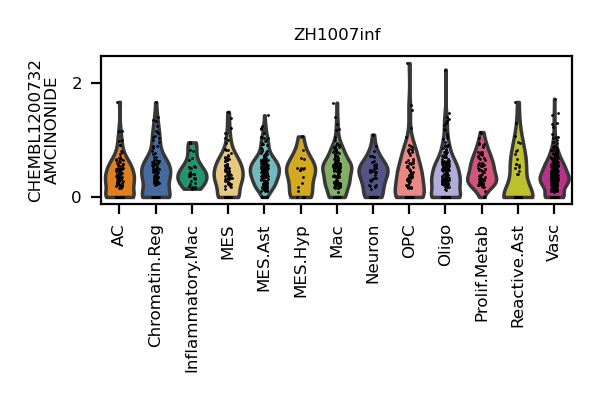 ZH1007inf
CHEMBL1200732
AMCINONIDE
2
0
AC
Chromatin.Reg
Inflammatory.Mac
MES
MES.Ast
MES.Hyp
Mac
Neuron
OPC
Oligo
Prolif.Metab
Reactive.Ast
Vasc